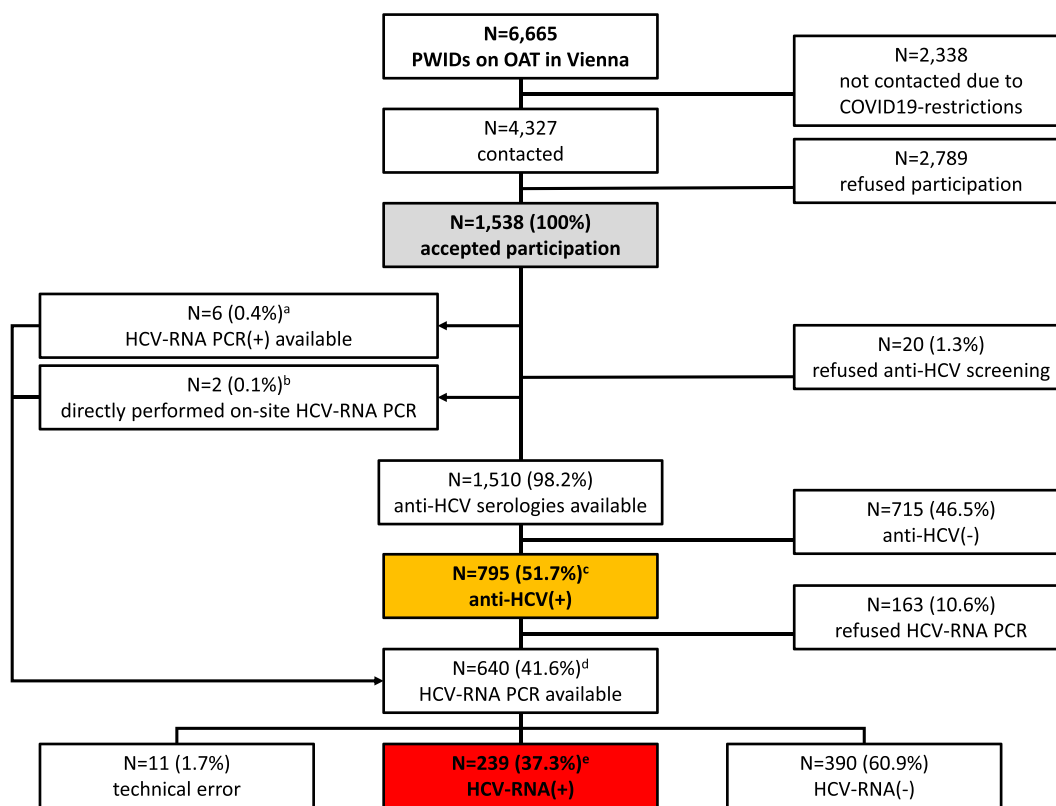 N=6,665
PWIDs on OAT in Vienna
N=2,338
not contacted due to
COVID19-restrictions
N=4,327
contacted
N=2,789
refused participation
N=1,538 (100%)
accepted participation
N=6 (0.4%)ᵃ
HCV-RNA PCR(+) available
N=20 (1.3%)
refused anti-HCV screening
N=2 (0.1%)ᵇ
directly performed on-site HCV-RNA PCR
N=1,510 (98.2%)
anti-HCV serologies available
N=715 (46.5%)
anti-HCV(-)
N=795 (51.7%)ᶜ
anti-HCV(+)
N=163 (10.6%)
refused HCV-RNA PCR
N=640 (41.6%)ᵈ
HCV-RNA PCR available
N=11 (1.7%)
technical error
N=239 (37.3%)ᵉ
HCV-RNA(+)
N=390 (60.9%)
HCV-RNA(-)